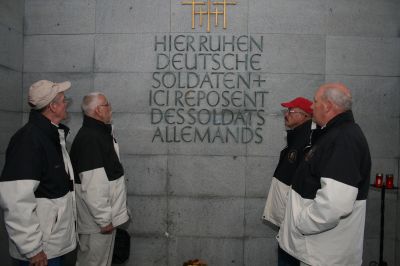 HIER RUHEN
DEUTSCHE
SOLDATEN +
ICI REPOSENT
DES SOLDATS
ALLEMANDS